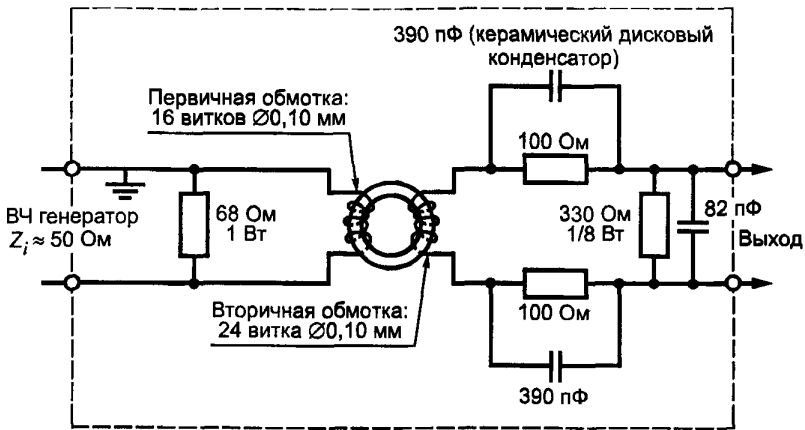 390 пФ (керамический дисковый
конденсатор)
Первичная обмотка:
16 витков Ø0,10 мм
100 Ом
ВЧ генератор
Zi ≈ 50 Ом
68 Ом
1 Вт
330 Ом
1/8 Вт
82 пФ
Выход
Вторичная обмотка:
24 витка Ø0,10 мм
100 Ом
390 пФ